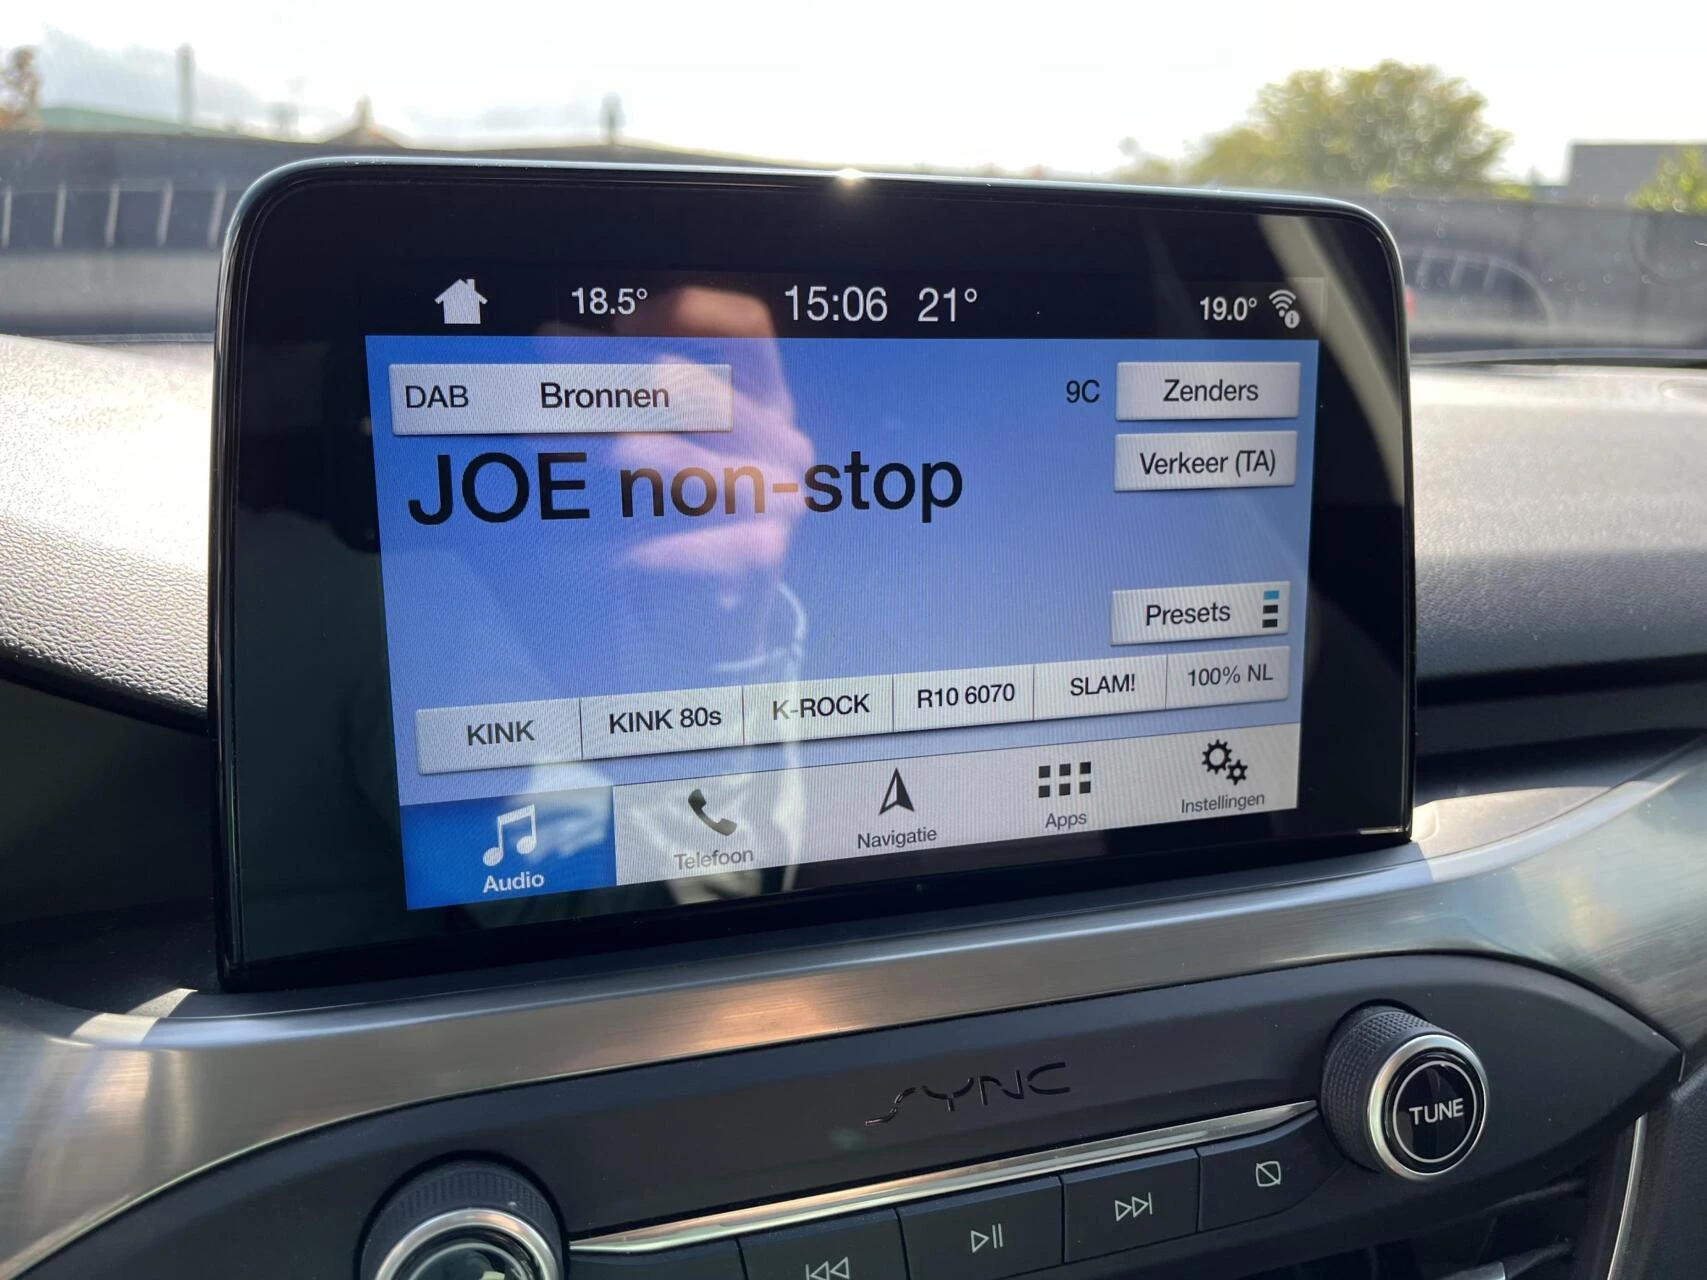 18.5° 15:06 21° 19.0°
DAB Bronnen 9C Zenders
JOE non-stop Verkeer (TA)
Presets
KINK KINK 80s K-ROCK R10 6070 SLAM! 100% NL
Audio Telefoon Navigatie Apps Instellingen
SYNC
TUNE